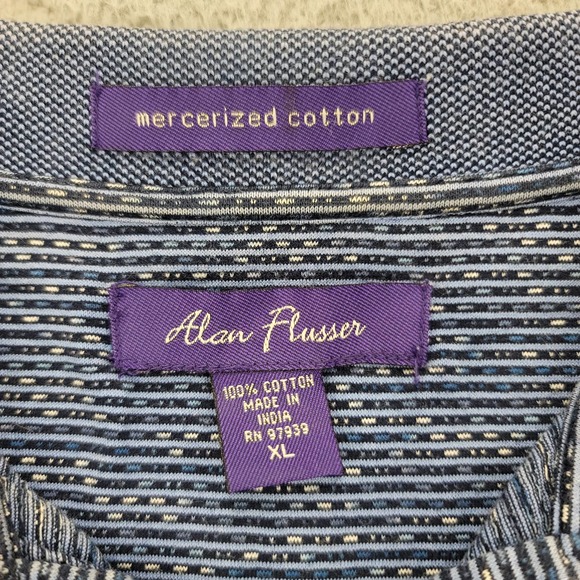 mercerized cotton
Alan Flusser
100% COTTON
MADE IN
INDIA
RN 97939
XL